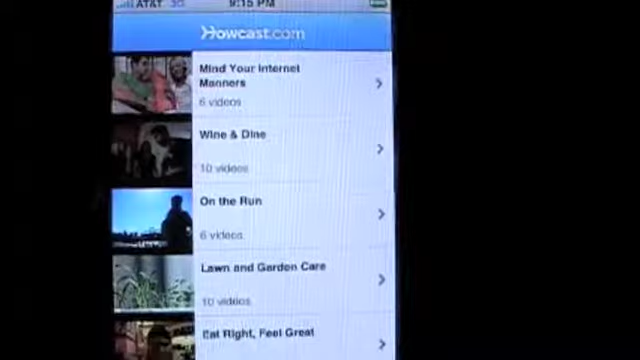 AT&T 3G 9:15 PM
Howcast.com
Mind Your Internet
Manners
6 videos
Wine & Dine
10 videos
On the Run
6 videos
Lawn and Garden Care
10 videos
Eat Right, Feel Great